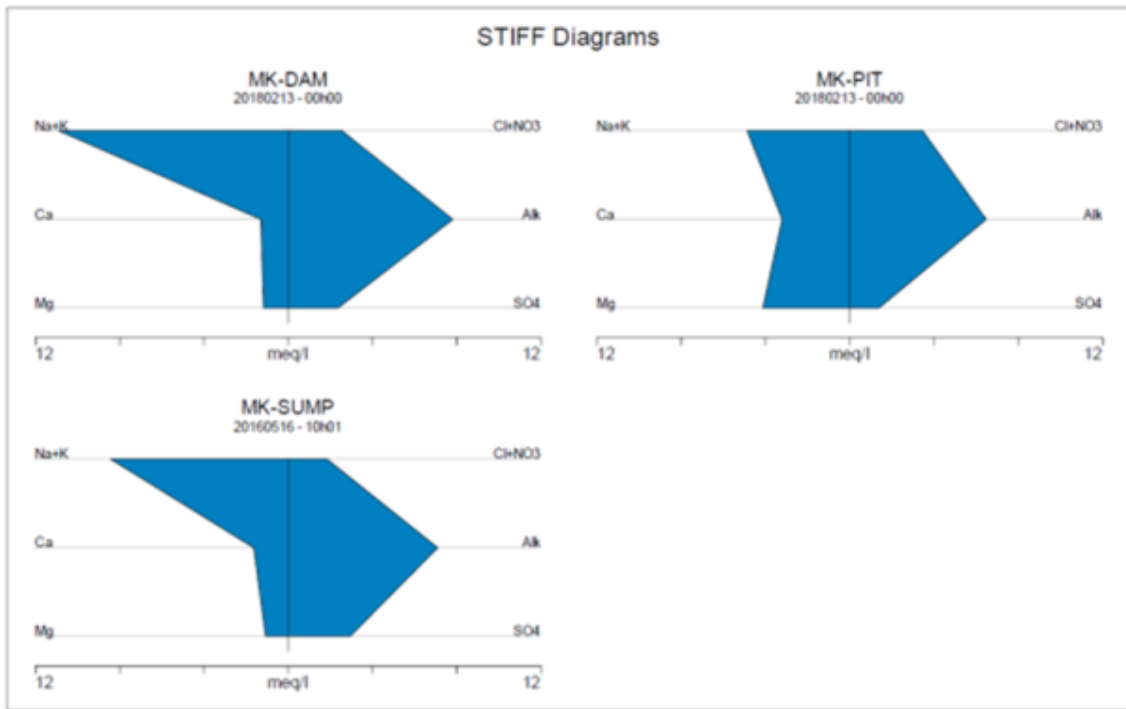 STIFF Diagrams
MK-DAM
20180213 - 00h00
Na+K Cl+NO3
Ca Alk
Mg SO4
12 meq/l 12
MK-PIT
20180213 - 00h00
Na+K Cl+NO3
Ca Alk
Mg SO4
12 meq/l 12
MK-SUMP
20160516 - 10h01
Na+K Cl+NO3
Ca Alk
Mg SO4
12 meq/l 12